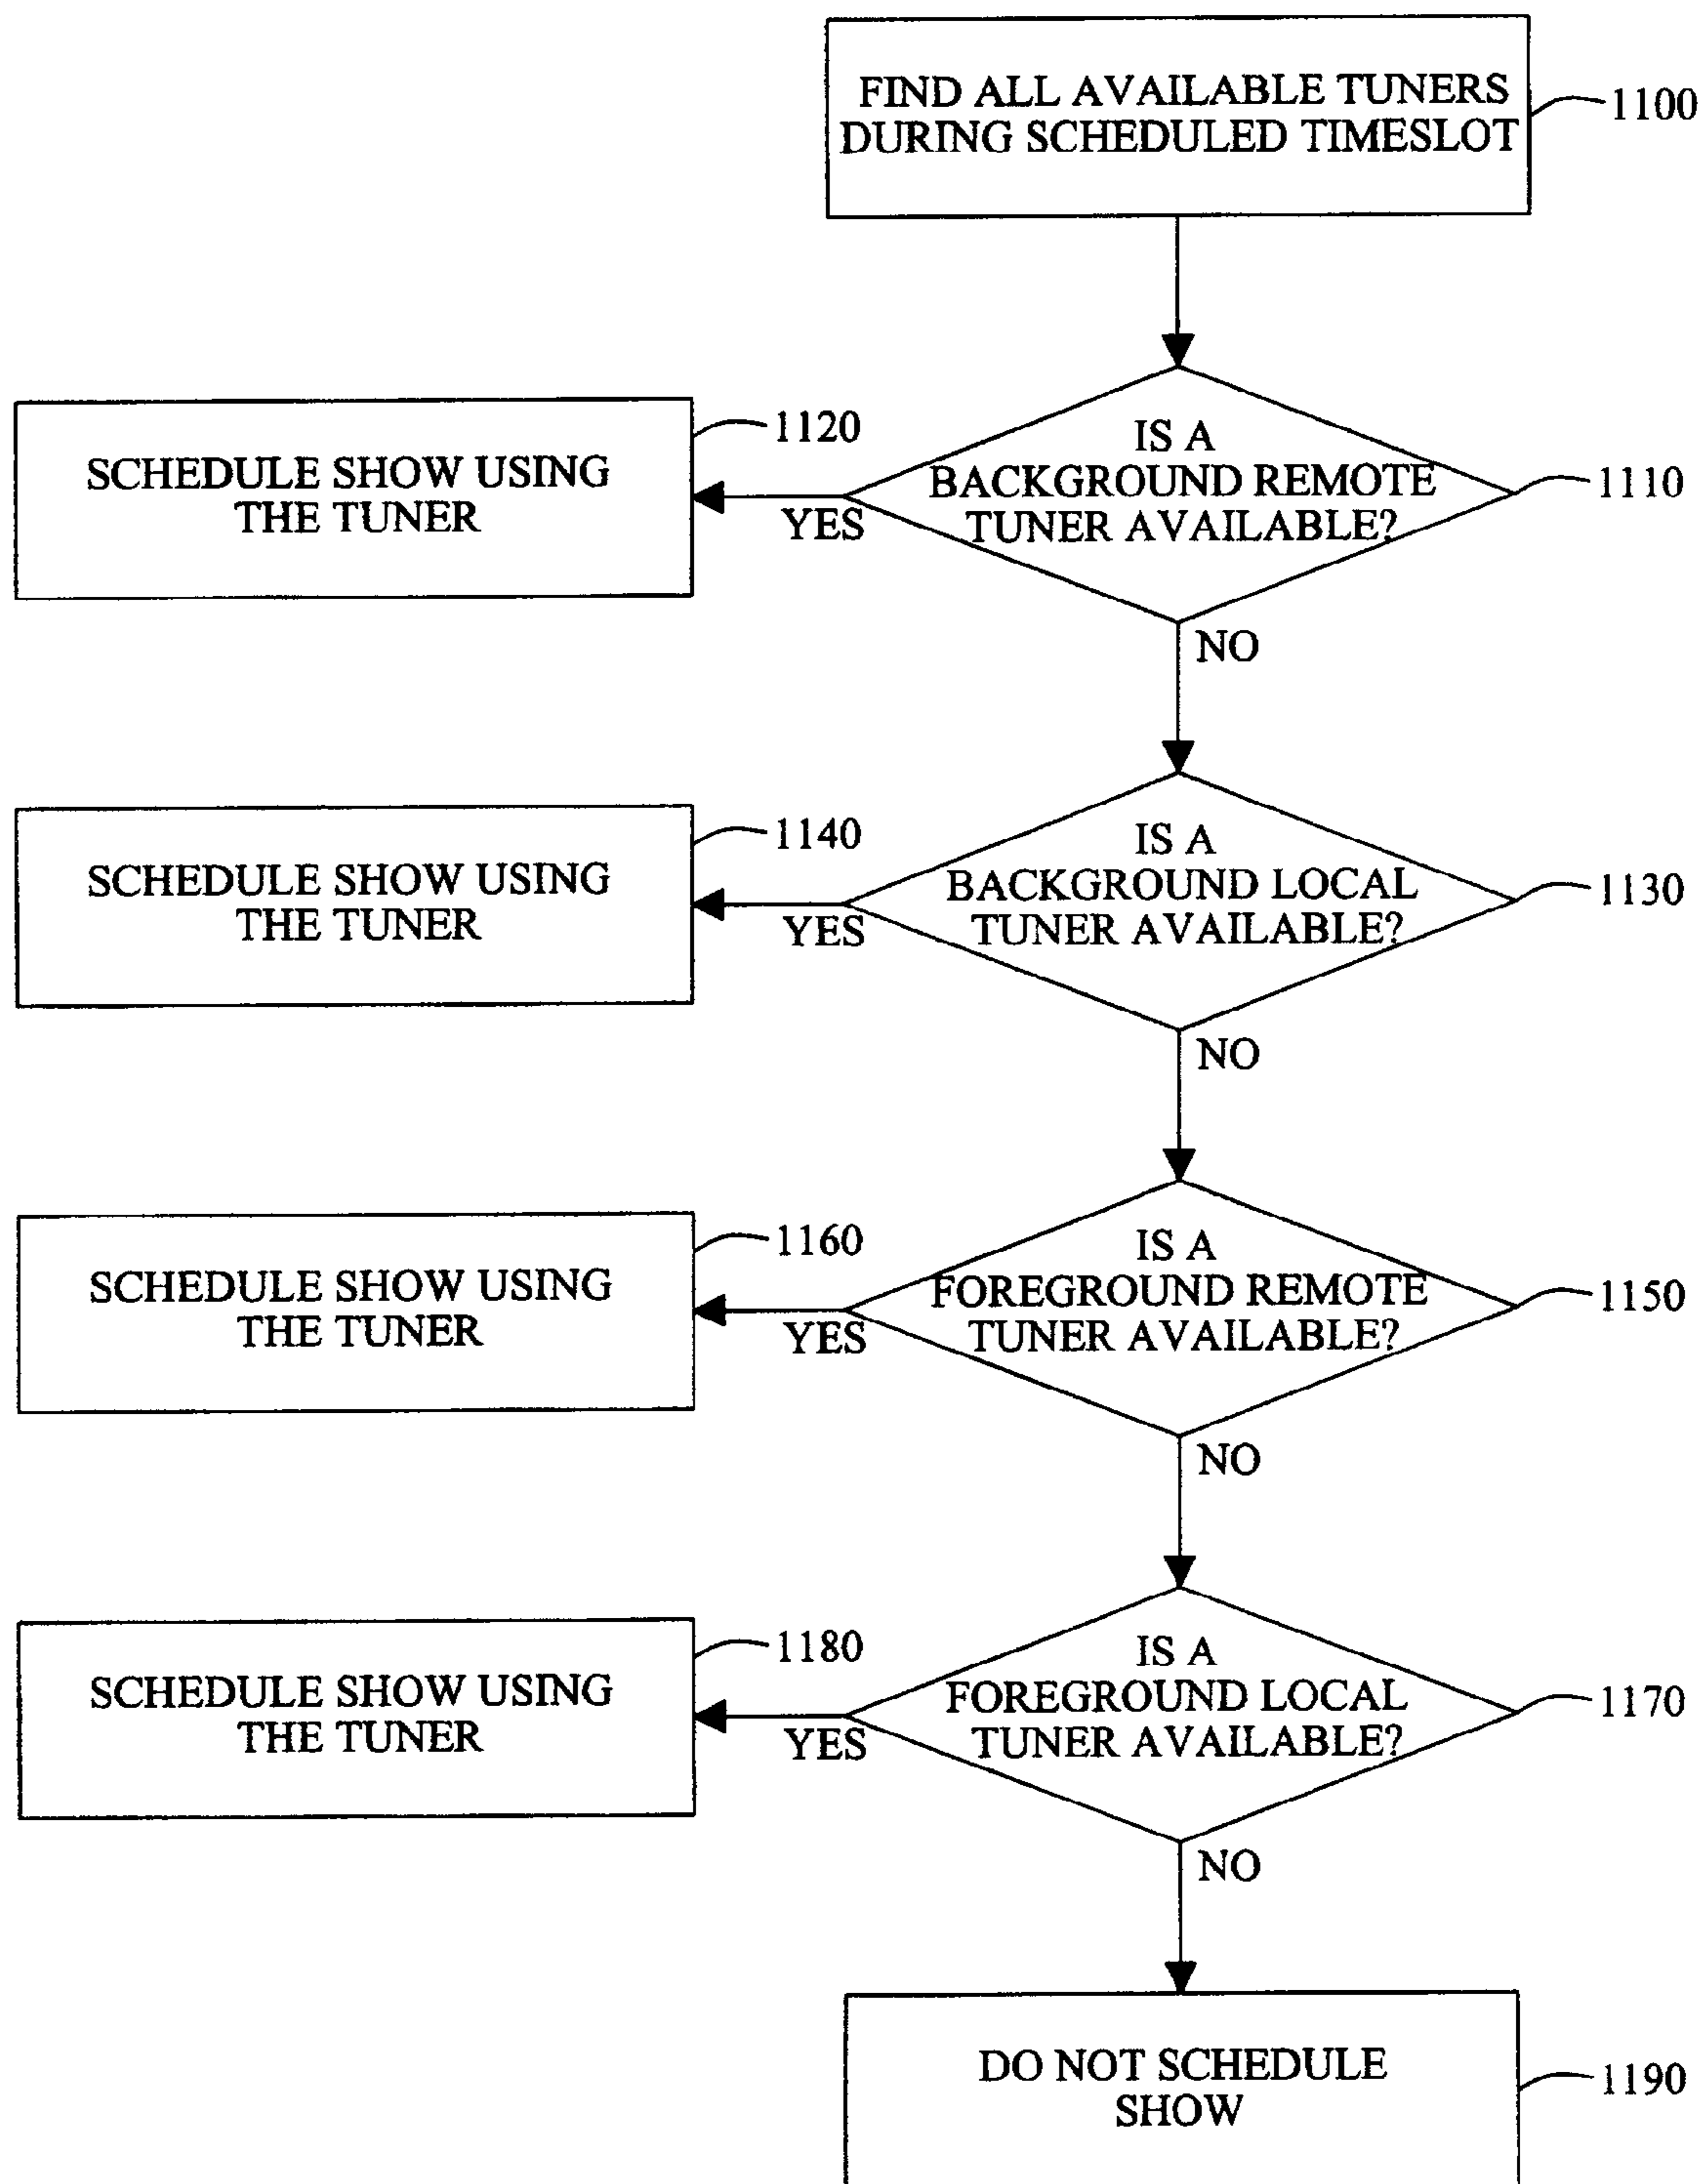 FIND ALL AVAILABLE TUNERS
DURING SCHEDULED TIMESLOT
1100
IS A
BACKGROUND REMOTE
TUNER AVAILABLE?
1110
YES
1120
SCHEDULE SHOW USING
THE TUNER
NO
IS A
BACKGROUND LOCAL
TUNER AVAILABLE?
1130
YES
1140
SCHEDULE SHOW USING
THE TUNER
NO
IS A
FOREGROUND REMOTE
TUNER AVAILABLE?
1150
YES
1160
SCHEDULE SHOW USING
THE TUNER
NO
IS A
FOREGROUND LOCAL
TUNER AVAILABLE?
1170
YES
1180
SCHEDULE SHOW USING
THE TUNER
NO
DO NOT SCHEDULE
SHOW
1190